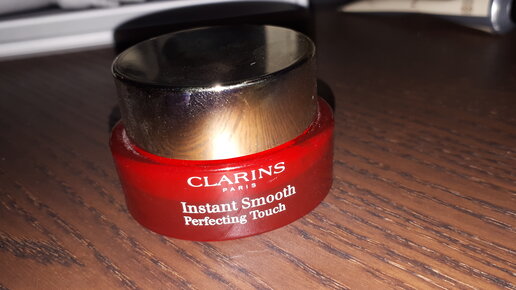 CLARINS
PARIS
Instant Smooth
Perfecting Touch